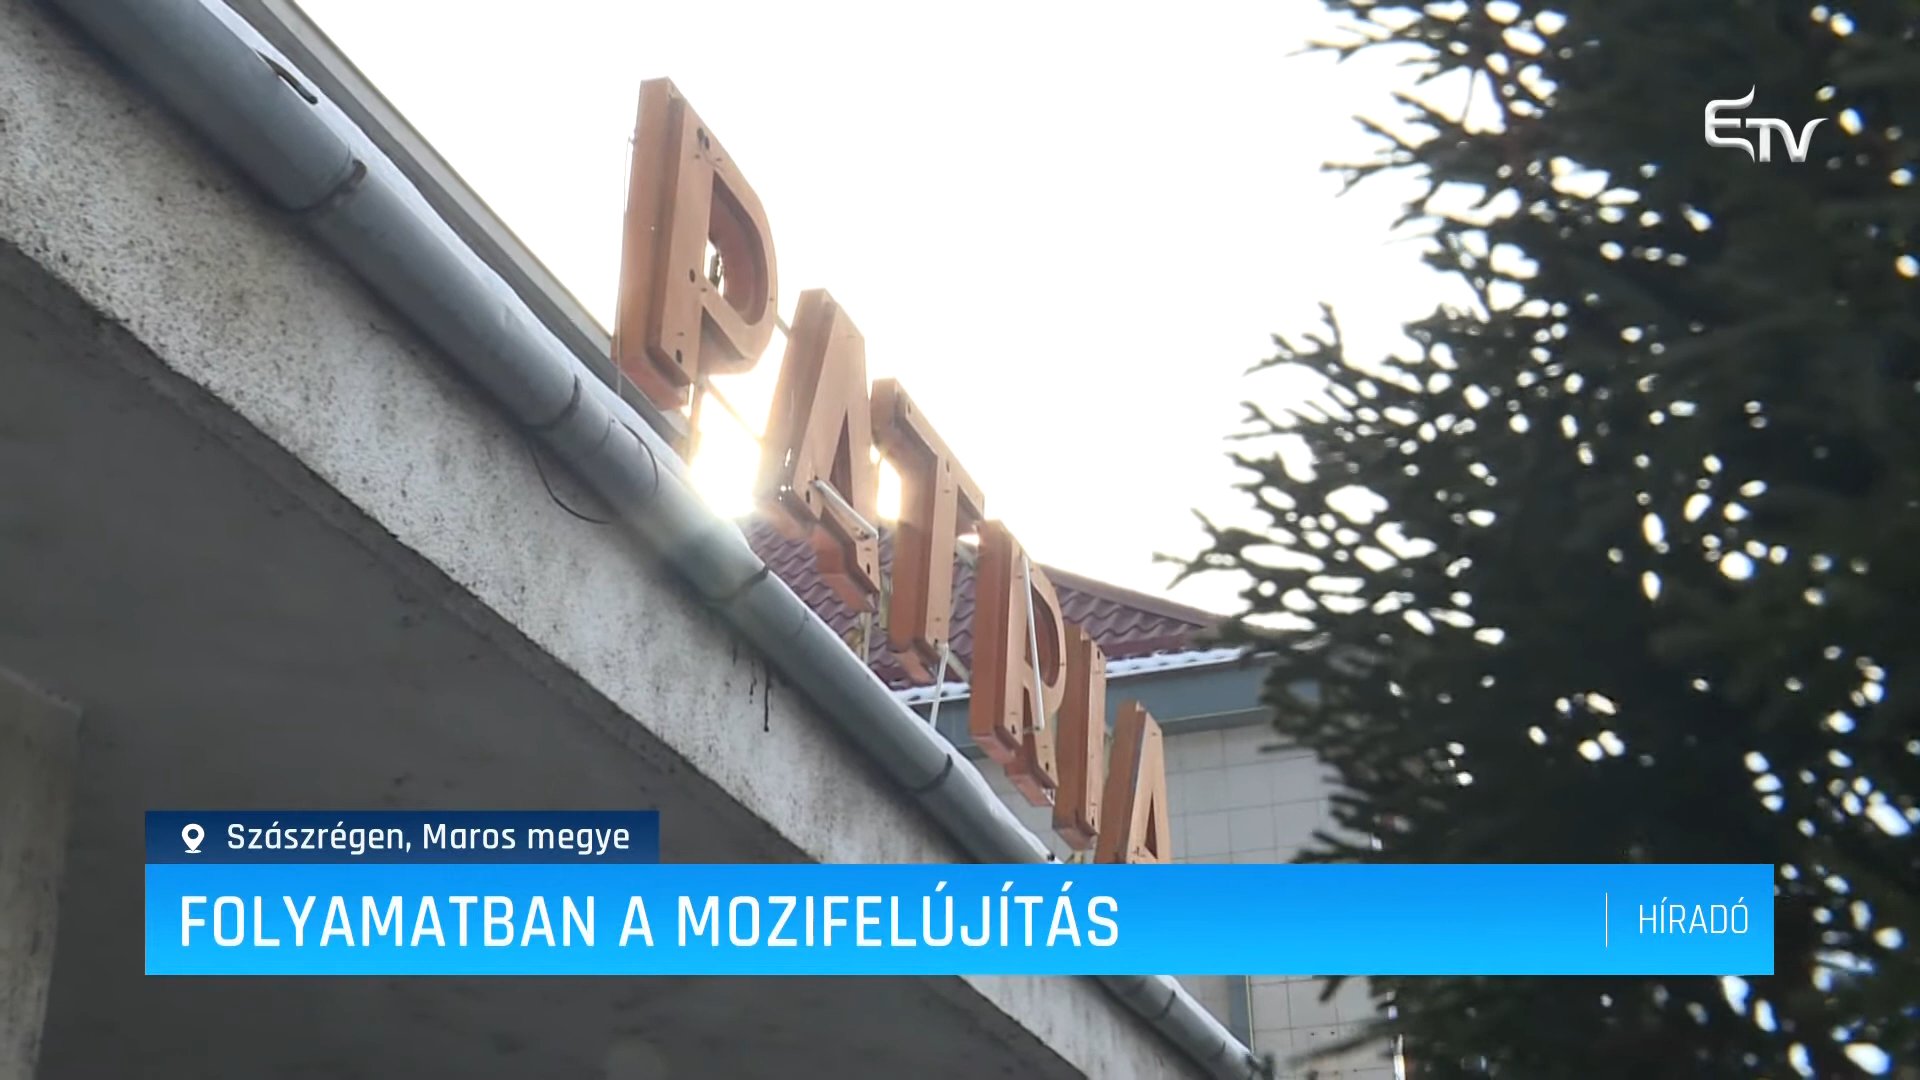 ETV
PATRIA
Szászrégen, Maros megye
FOLYAMATBAN A MOZIFELÚJÍTÁS
HÍRADÓ